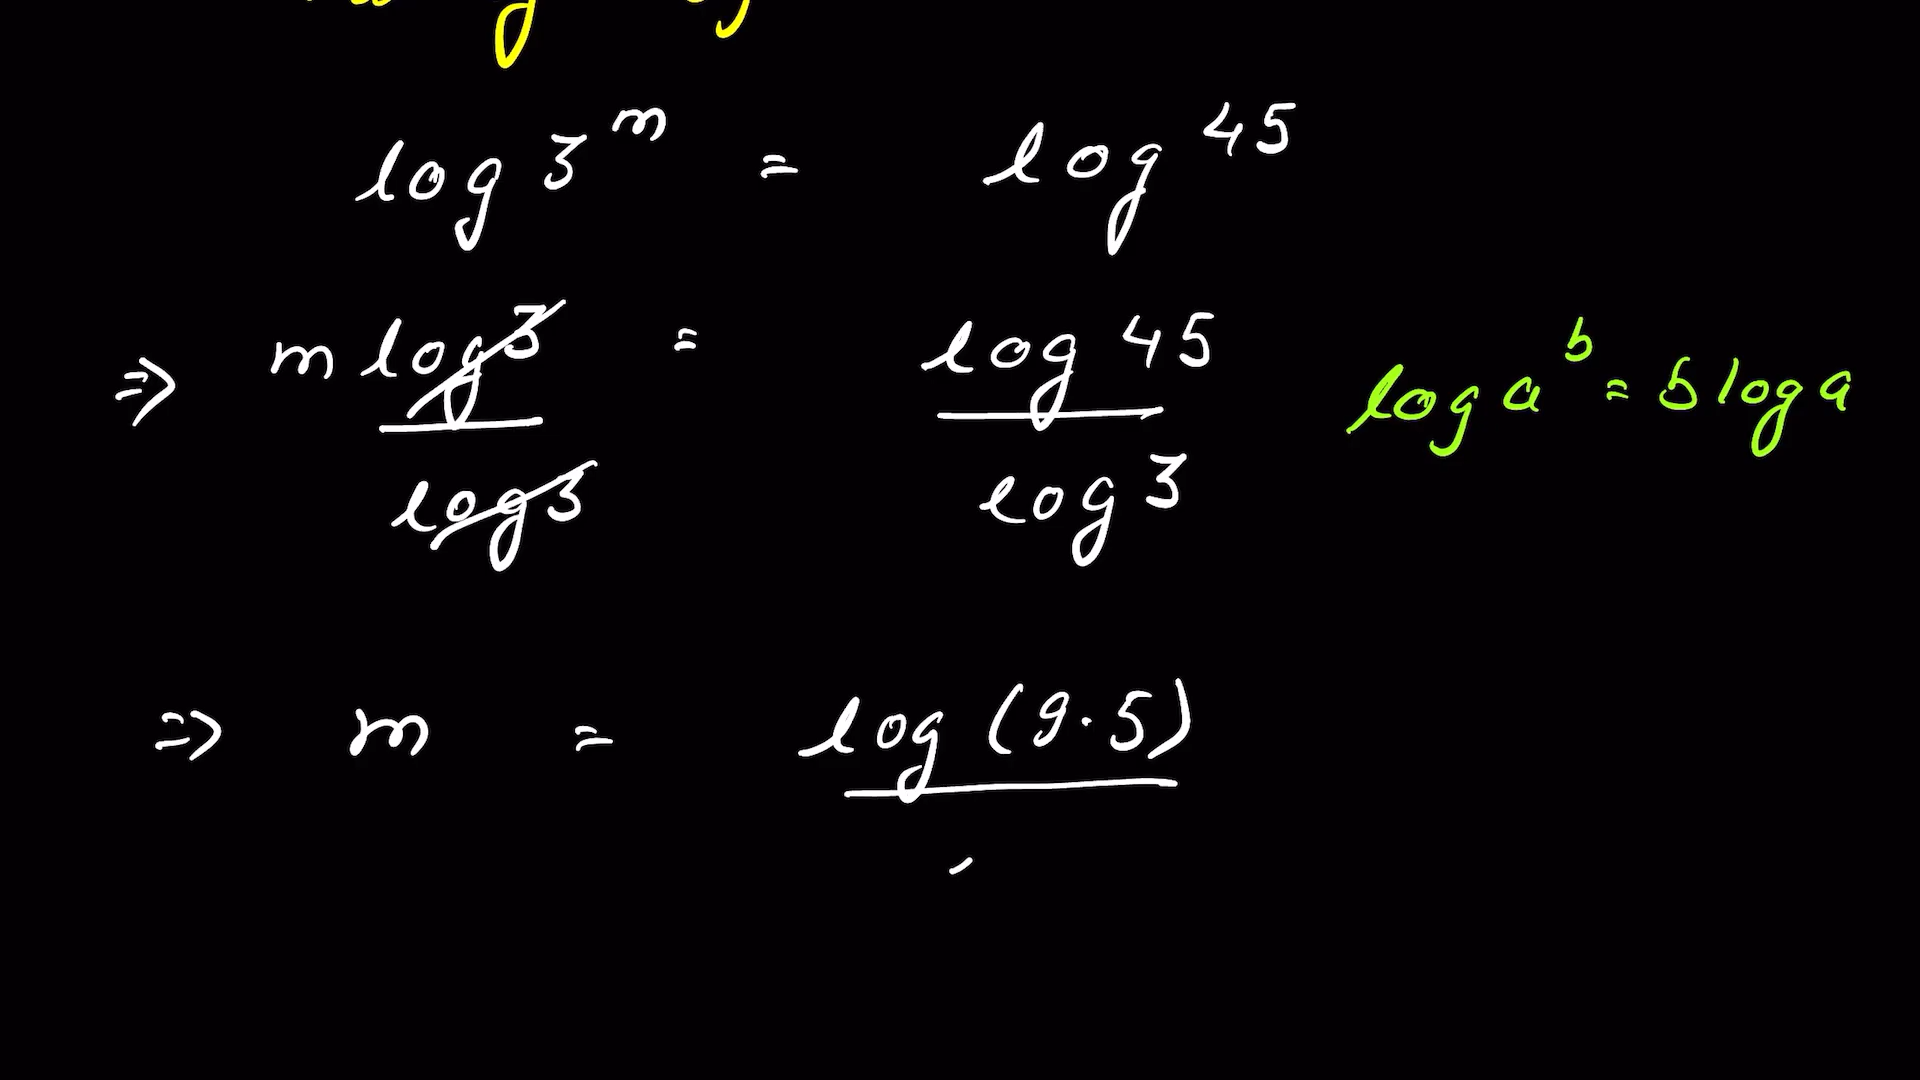 log 3^m = log 45
⇒ m log 3 / log 3 = log 45 / log 3
log a^b = b log a
⇒ m = log (9·5)